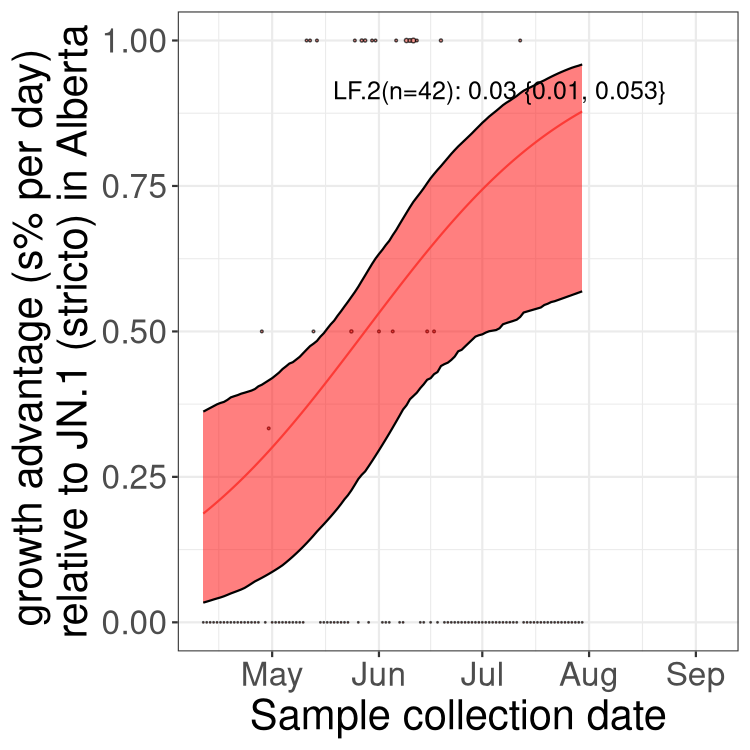 growth advantage (s% per day)
relative to JN.1 (stricto) in Alberta
1.00
0.75
0.50
0.25
0.00
LF.2(n=42): 0.03 {0.01, 0.053}
May Jun Jul Aug Sep
Sample collection date